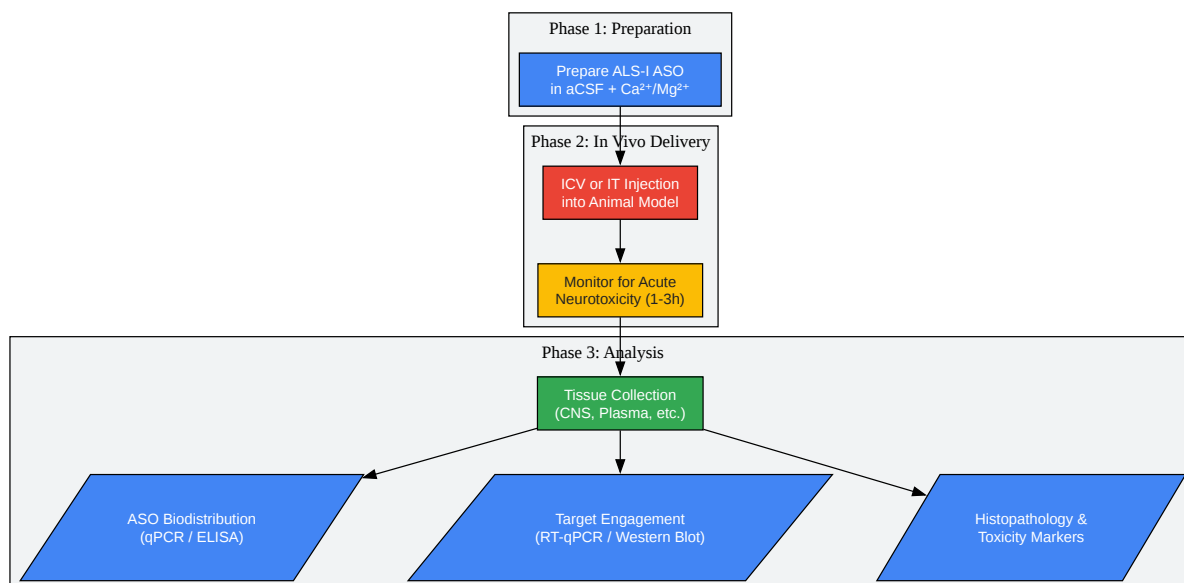 Phase 1: Preparation
Prepare ALS-I ASO
in aCSF + Ca²⁺/Mg²⁺
Phase 2: In Vivo Delivery
ICV or IT Injection
into Animal Model
Monitor for Acute
Neurotoxicity (1-3h)
Phase 3: Analysis
Tissue Collection
(CNS, Plasma, etc.)
ASO Biodistribution
(qPCR / ELISA)
Target Engagement
(RT-qPCR / Western Blot)
Histopathology &
Toxicity Markers